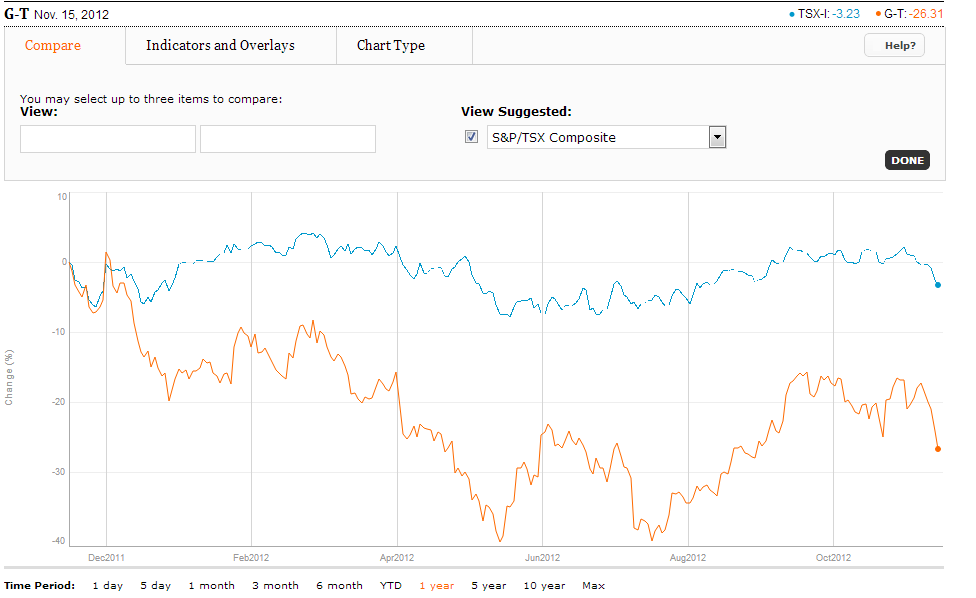 G-T Nov. 15, 2012 TSX-I: -3.23 G-T: -26.31
Compare Indicators and Overlays Chart Type Help?
You may select up to three items to compare:
View: View Suggested:
S&P/TSX Composite
DONE
10
0
-10
-20
-30
-40
Change (%)
Dec2011 Feb2012 Apr2012 Jun2012 Aug2012 Oct2012
Time Period: 1 day 5 day 1 month 3 month 6 month YTD 1 year 5 year 10 year Max